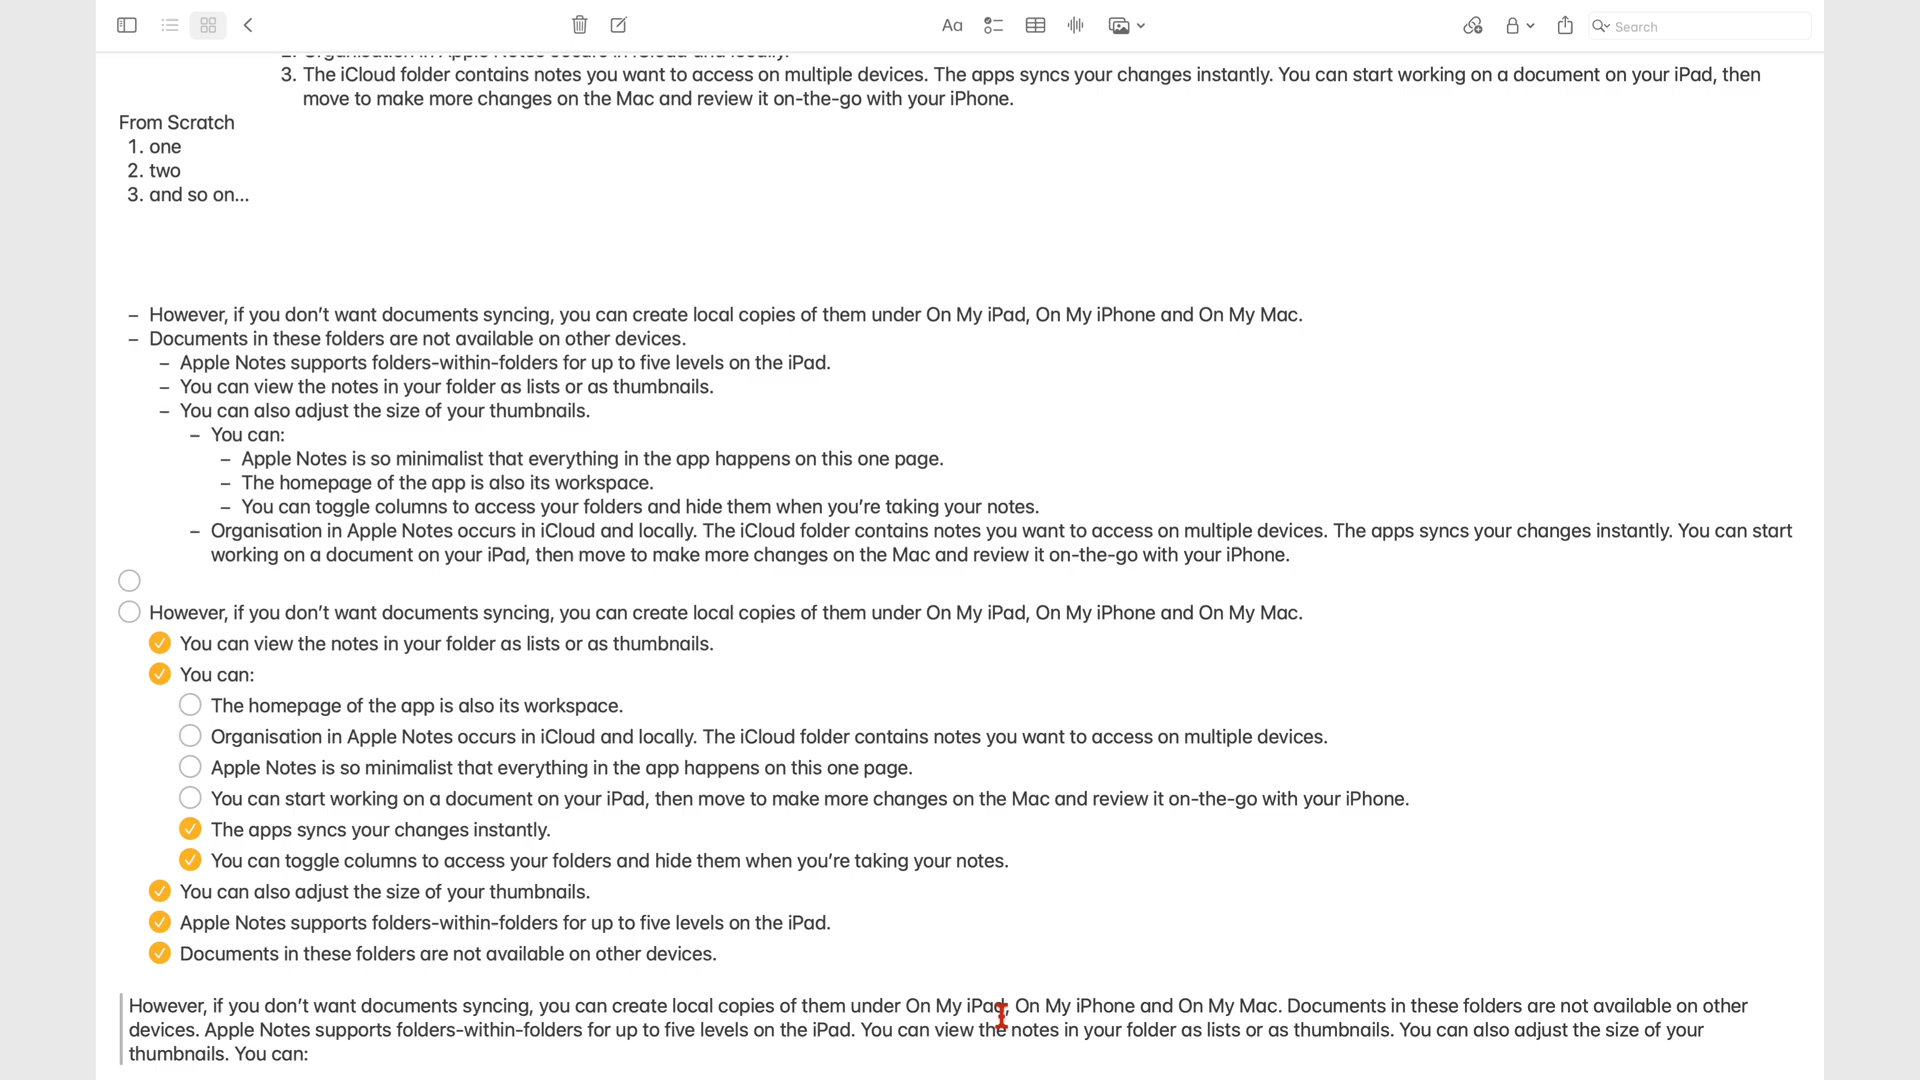 Aa
Search
2. Organisation in Apple Notes occurs in iCloud and locally.
3. The iCloud folder contains notes you want to access on multiple devices. The apps syncs your changes instantly. You can start working on a document on your iPad, then
move to make more changes on the Mac and review it on-the-go with your iPhone.
From Scratch
1. one
2. two
3. and so on...
– However, if you don’t want documents syncing, you can create local copies of them under On My iPad, On My iPhone and On My Mac.
– Documents in these folders are not available on other devices.
– Apple Notes supports folders-within-folders for up to five levels on the iPad.
– You can view the notes in your folder as lists or as thumbnails.
– You can also adjust the size of your thumbnails.
– You can:
– Apple Notes is so minimalist that everything in the app happens on this one page.
– The homepage of the app is also its workspace.
– You can toggle columns to access your folders and hide them when you’re taking your notes.
– Organisation in Apple Notes occurs in iCloud and locally. The iCloud folder contains notes you want to access on multiple devices. The apps syncs your changes instantly. You can start
working on a document on your iPad, then move to make more changes on the Mac and review it on-the-go with your iPhone.
However, if you don’t want documents syncing, you can create local copies of them under On My iPad, On My iPhone and On My Mac.
You can view the notes in your folder as lists or as thumbnails.
You can:
The homepage of the app is also its workspace.
Organisation in Apple Notes occurs in iCloud and locally. The iCloud folder contains notes you want to access on multiple devices.
Apple Notes is so minimalist that everything in the app happens on this one page.
You can start working on a document on your iPad, then move to make more changes on the Mac and review it on-the-go with your iPhone.
The apps syncs your changes instantly.
You can toggle columns to access your folders and hide them when you’re taking your notes.
You can also adjust the size of your thumbnails.
Apple Notes supports folders-within-folders for up to five levels on the iPad.
Documents in these folders are not available on other devices.
However, if you don’t want documents syncing, you can create local copies of them under On My iPad, On My iPhone and On My Mac. Documents in these folders are not available on other
devices. Apple Notes supports folders-within-folders for up to five levels on the iPad. You can view the notes in your folder as lists or as thumbnails. You can also adjust the size of your
thumbnails. You can: